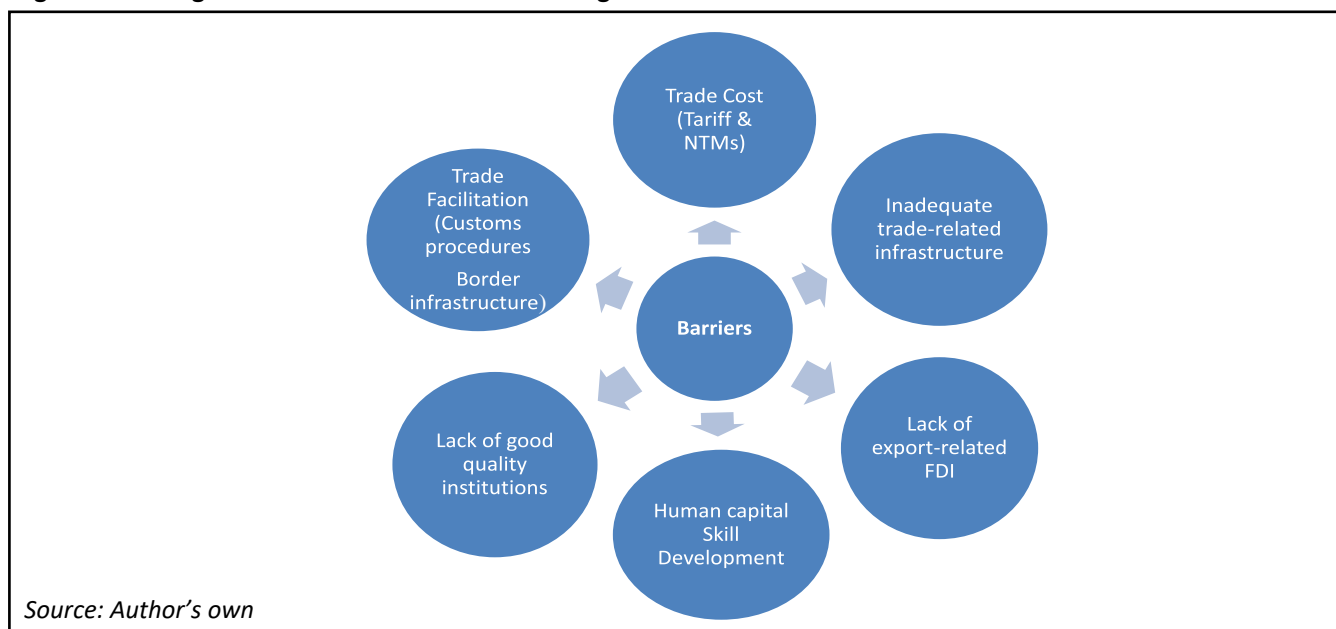 Trade Cost
(Tariff &
NTMs)
Inadequate
trade-related
infrastructure
Lack of
export-related
FDI
Human capital
Skill
Development
Lack of good
quality
institutions
Trade
Facilitation
(Customs
procedures
Border
infrastructure)
Barriers
Source: Author's own